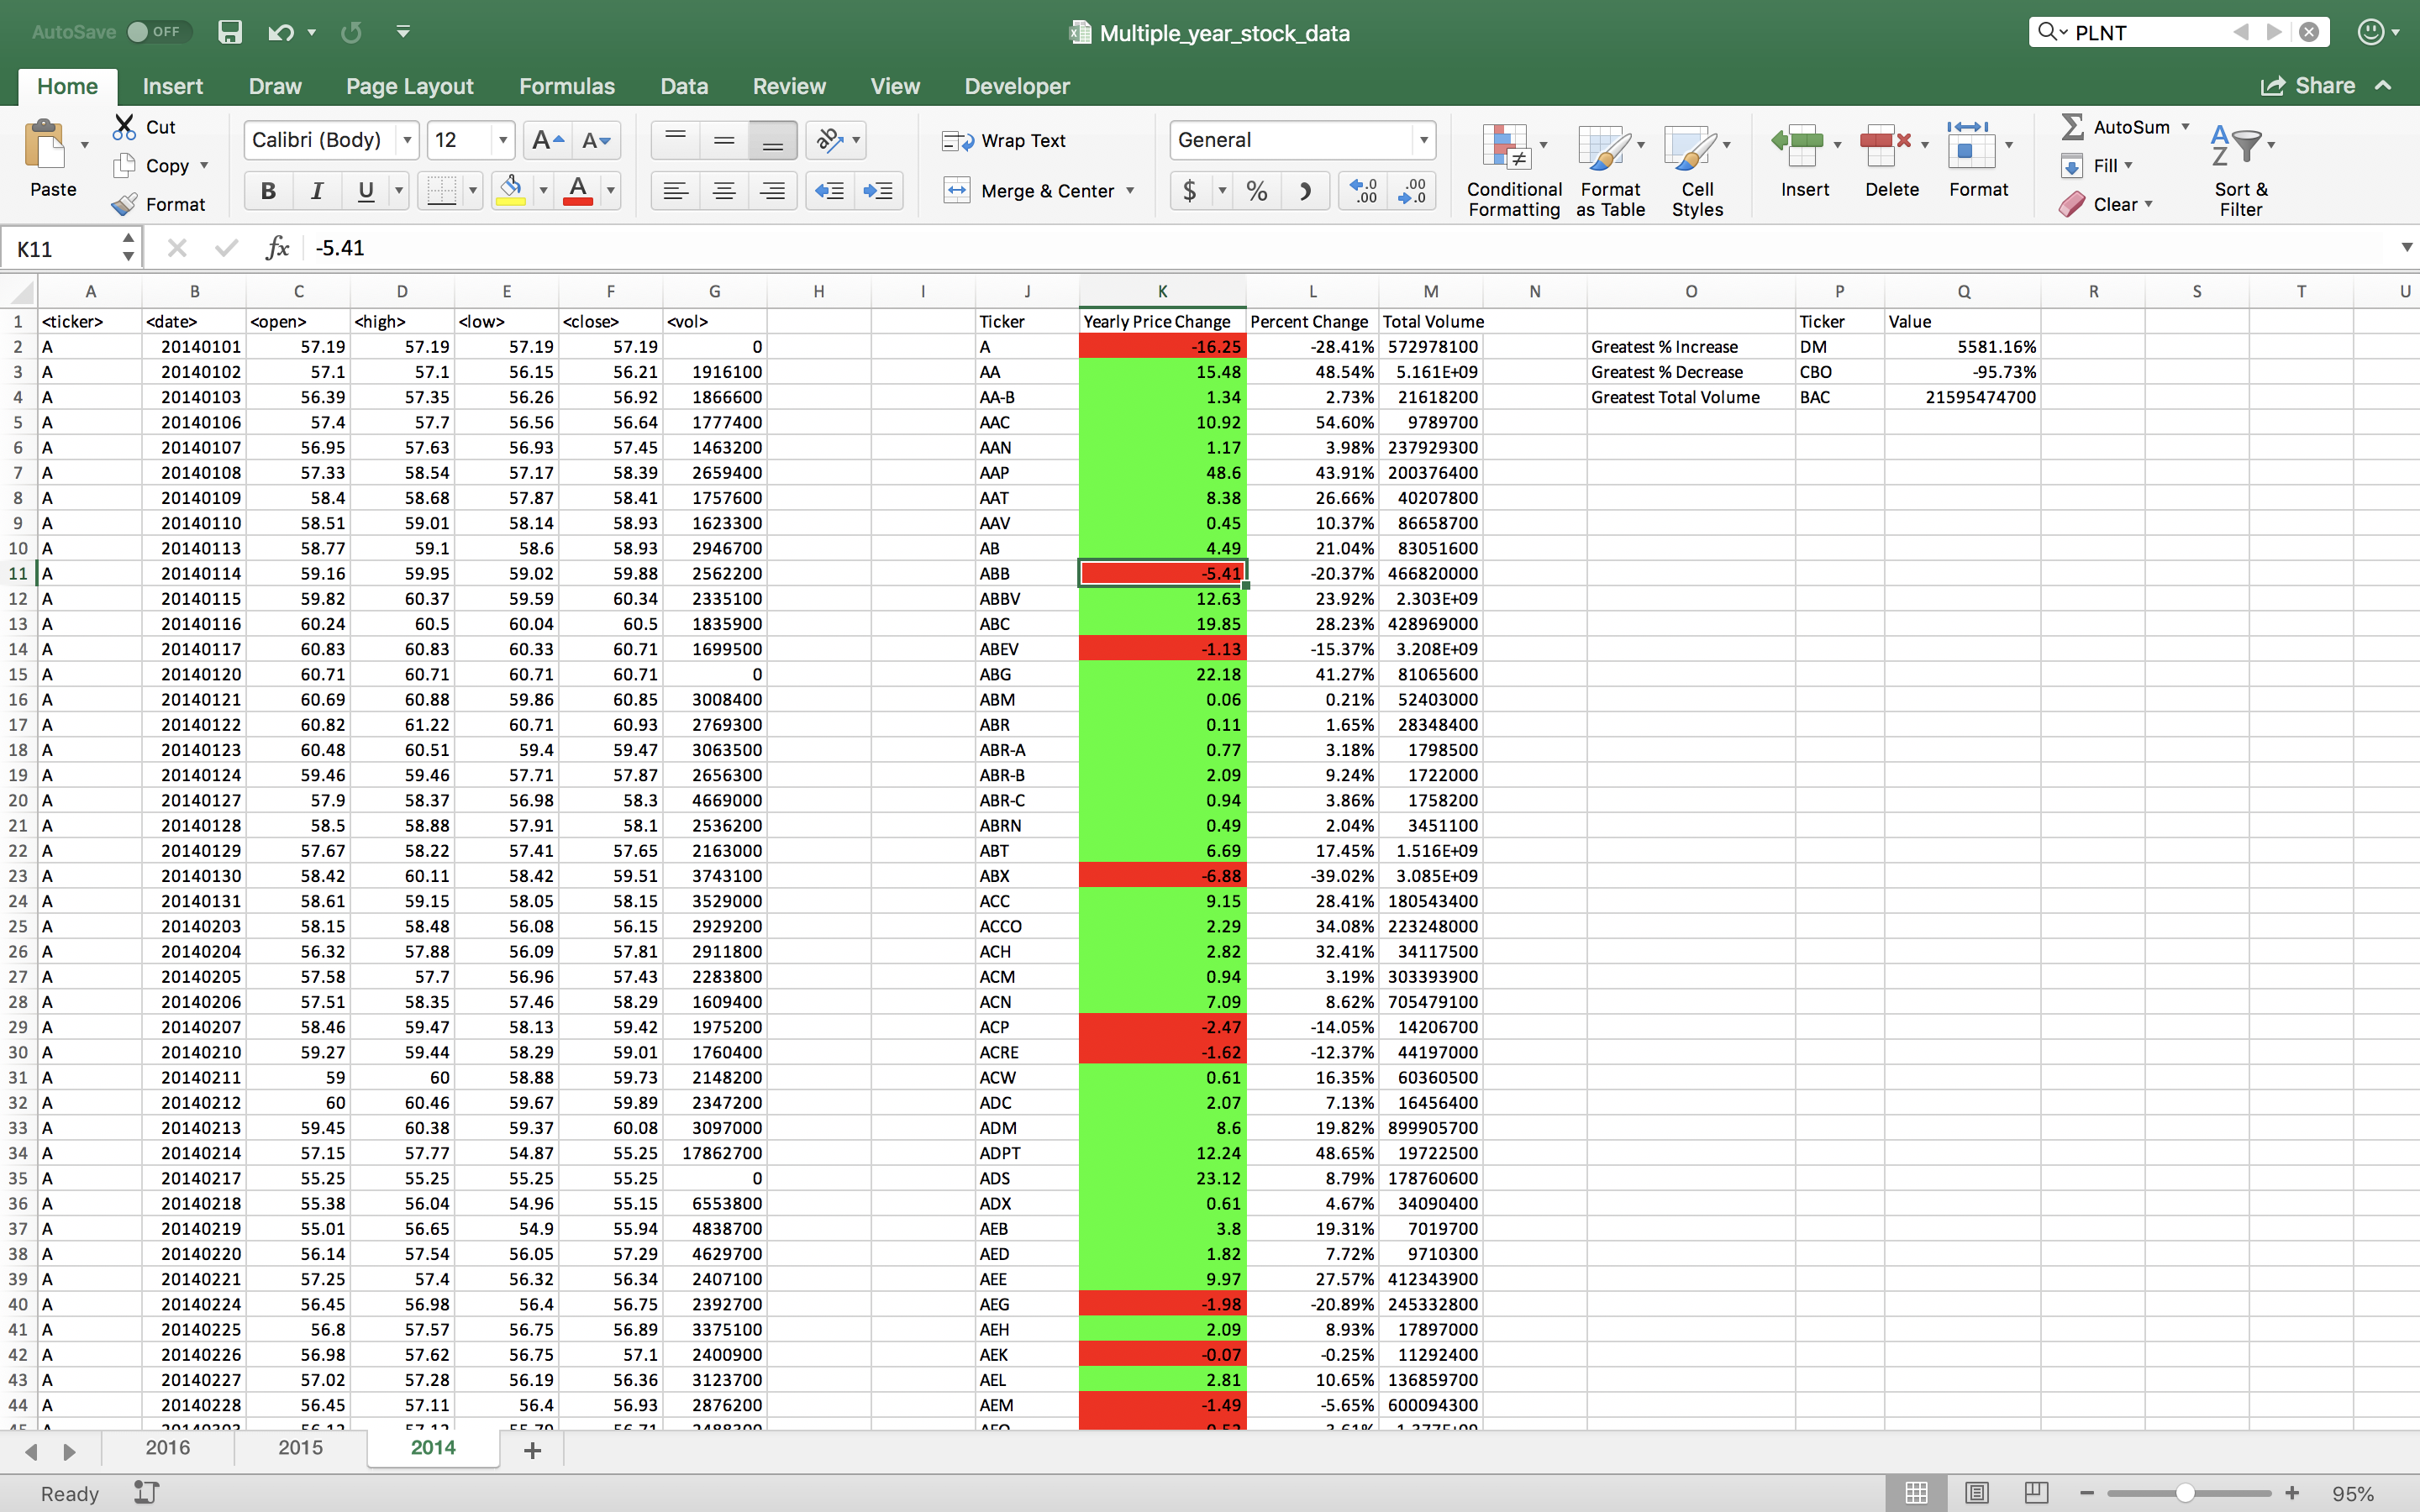 AutoSave OFF Multiple_year_stock_data PLNT
Home Insert Draw Page Layout Formulas Data Review View Developer Share
Paste Cut Copy Format
Calibri (Body) 12 A A
B I U A
ab Wrap Text
Merge & Center
General
$ % .0 .00 .00 .0
Conditional Formatting Format as Table Cell Styles
Insert Delete Format
AutoSum Fill Clear
Sort & Filter
K11 fx -5.41
A B C D E F G H I J K L M N O P Q R S T U
1 <ticker> <date> <open> <high> <low> <close> <vol> Ticker Yearly Price Change Percent Change Total Volume Ticker Value
2 A 20140101 57.19 57.19 57.19 57.19 0 A -16.25 -28.41% 572978100 Greatest % Increase DM 5581.16%
3 A 20140102 57.1 57.1 56.15 56.21 1916100 AA 15.48 48.54% 5.161E+09 Greatest % Decrease CBO -95.73%
4 A 20140103 56.39 57.35 56.26 56.92 1866600 AA-B 1.34 2.73% 21618200 Greatest Total Volume BAC 21595474700
5 A 20140106 57.4 57.7 56.56 56.64 1777400 AAC 10.92 54.60% 9789700
6 A 20140107 56.95 57.63 56.93 57.45 1463200 AAN 1.17 3.98% 237929300
7 A 20140108 57.33 58.54 57.17 58.39 2659400 AAP 48.6 43.91% 200376400
8 A 20140109 58.4 58.68 57.87 58.41 1757600 AAT 8.38 26.66% 40207800
9 A 20140110 58.51 59.01 58.14 58.93 1623300 AAV 0.45 10.37% 86658700
10 A 20140113 58.77 59.1 58.6 58.93 2946700 AB 4.49 21.04% 83051600
11 A 20140114 59.16 59.95 59.02 59.88 2562200 ABB -5.41 -20.37% 466820000
12 A 20140115 59.82 60.37 59.59 60.34 2335100 ABBV 12.63 23.92% 2.303E+09
13 A 20140116 60.24 60.5 60.04 60.5 1835900 ABC 19.85 28.23% 428969000
14 A 20140117 60.83 60.83 60.33 60.71 1699500 ABEV -1.13 -15.37% 3.208E+09
15 A 20140120 60.71 60.71 60.71 60.71 0 ABG 22.18 41.27% 81065600
16 A 20140121 60.69 60.88 59.86 60.85 3008400 ABM 0.06 0.21% 52403000
17 A 20140122 60.82 61.22 60.71 60.93 2769300 ABR 0.11 1.65% 28348400
18 A 20140123 60.48 60.51 59.4 59.47 3063500 ABR-A 0.77 3.18% 1798500
19 A 20140124 59.46 59.46 57.71 57.87 2656300 ABR-B 2.09 9.24% 1722000
20 A 20140127 57.9 58.37 56.98 58.3 4669000 ABR-C 0.94 3.86% 1758200
21 A 20140128 58.5 58.88 57.91 58.1 2536200 ABRN 0.49 2.04% 3451100
22 A 20140129 57.67 58.22 57.41 57.65 2163000 ABT 6.69 17.45% 1.516E+09
23 A 20140130 58.42 60.11 58.42 59.51 3743100 ABX -6.88 -39.02% 3.085E+09
24 A 20140131 58.61 59.15 58.05 58.15 3529000 ACC 9.15 28.41% 180543400
25 A 20140203 58.15 58.48 56.08 56.15 2929200 ACCO 2.29 34.08% 223248000
26 A 20140204 56.32 57.88 56.09 57.81 2911800 ACH 2.82 32.41% 34117500
27 A 20140205 57.58 57.7 56.96 57.43 2283800 ACM 0.94 3.19% 303393900
28 A 20140206 57.51 58.35 57.46 58.29 1609400 ACN 7.09 8.62% 705479100
29 A 20140207 58.46 59.47 58.13 59.42 1975200 ACP -2.47 -14.05% 14206700
30 A 20140210 59.27 59.44 58.29 59.01 1760400 ACRE -1.62 -12.37% 44197000
31 A 20140211 59 60 58.88 59.73 2148200 ACW 0.61 16.35% 60360500
32 A 20140212 60 60.46 59.67 59.89 2347200 ADC 2.07 7.13% 16456400
33 A 20140213 59.45 60.38 59.37 60.08 3097000 ADM 8.6 19.82% 899905700
34 A 20140214 57.15 57.77 54.87 55.25 17862700 ADPT 12.24 48.65% 19722500
35 A 20140217 55.25 55.25 55.25 55.25 0 ADS 23.12 8.79% 178760600
36 A 20140218 55.38 56.04 54.96 55.15 6553800 ADX 0.61 4.67% 34090400
37 A 20140219 55.01 56.65 54.9 55.94 4838700 AEB 3.8 19.31% 7019700
38 A 20140220 56.14 57.54 56.05 57.29 4629700 AED 1.82 7.72% 9710300
39 A 20140221 57.25 57.4 56.32 56.34 2407100 AEE 9.97 27.57% 412343900
40 A 20140224 56.45 56.98 56.4 56.75 2392700 AEG -1.98 -20.89% 245332800
41 A 20140225 56.8 57.57 56.75 56.89 3375100 AEH 2.09 8.93% 17897000
42 A 20140226 56.98 57.62 56.75 57.1 2400900 AEK -0.07 -0.25% 11292400
43 A 20140227 57.02 57.28 56.19 56.36 3123700 AEL 2.81 10.65% 136859700
44 A 20140228 56.45 57.11 56.4 56.93 2876200 AEM -1.49 -5.65% 600094300
2016 2015 2014
Ready 95%